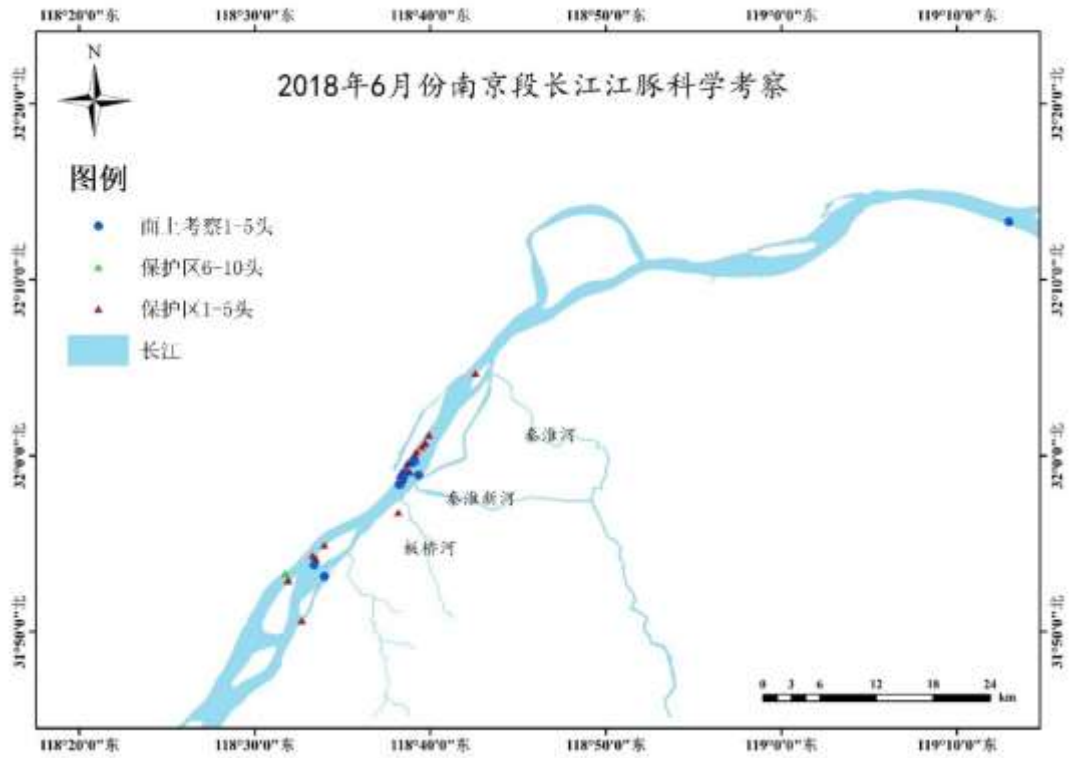 118°20'0"东 118°30'0"东 118°40'0"东 118°50'0"东 119°0'0"东 119°10'0"东
N
2018年6月份南京段长江江豚科学考察
32°20'0"北 32°20'0"北
图例
面上考察1-5头
保护区6-10头
保护区1-5头
长江
32°10'0"北 32°10'0"北
秦淮河
32°0'0"北 32°0'0"北
秦淮新河
板桥河
31°50'0"北 31°50'0"北
0 3 6 12 18 24
km
118°20'0"东 118°30'0"东 118°40'0"东 118°50'0"东 119°0'0"东 119°10'0"东